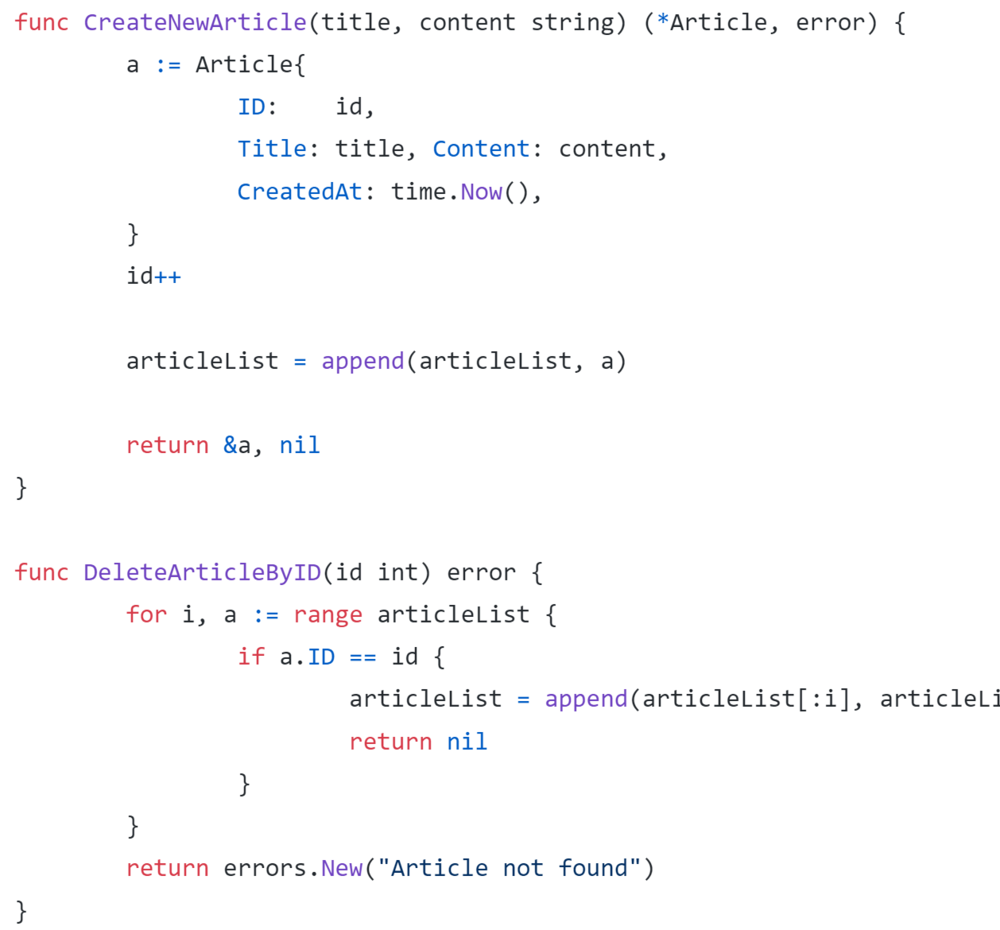 func CreateNewArticle(title, content string) (*Article, error) {
	a := Article{
		ID:    id,
		Title: title, Content: content,
		CreatedAt: time.Now(),
	}
	id++

	articleList = append(articleList, a)

	return &a, nil
}

func DeleteArticleByID(id int) error {
	for i, a := range articleList {
		if a.ID == id {
			articleList = append(articleList[:i], articleLi
			return nil
		}
	}
	return errors.New("Article not found")
}